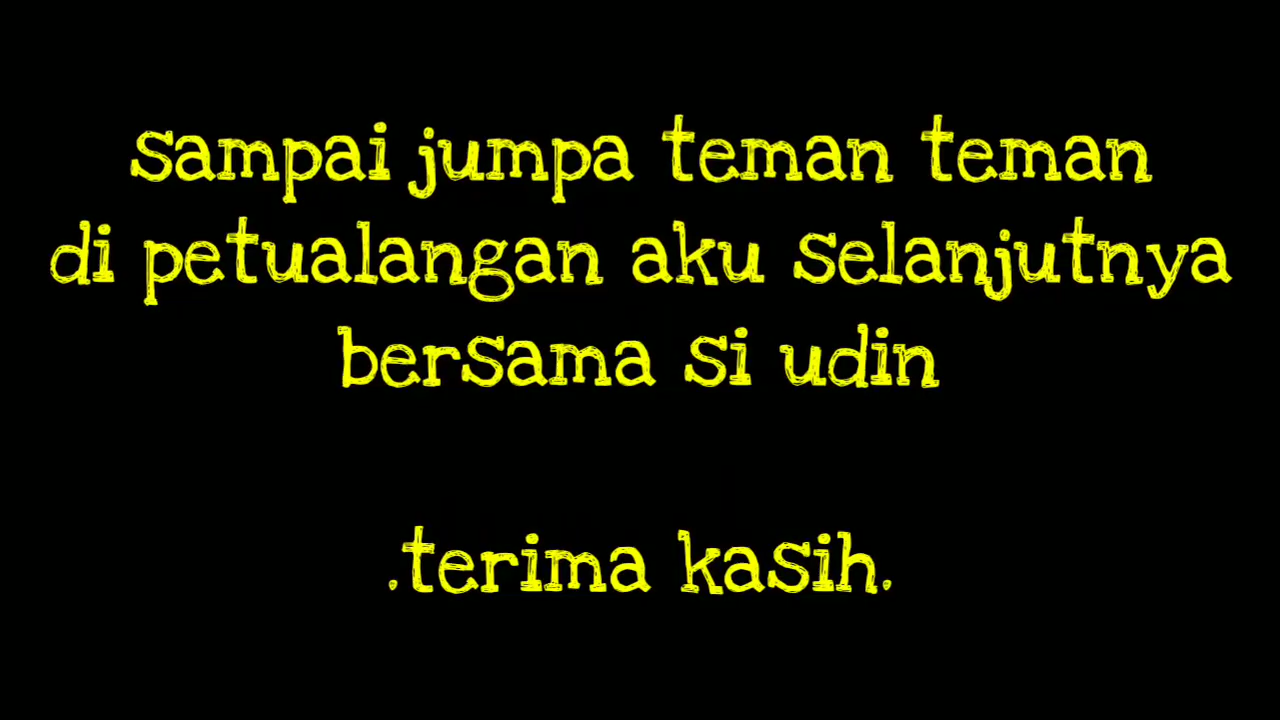 sampai jumpa teman teman
di petualangan aku selanjutnya
bersama si udin
.terima kasih.